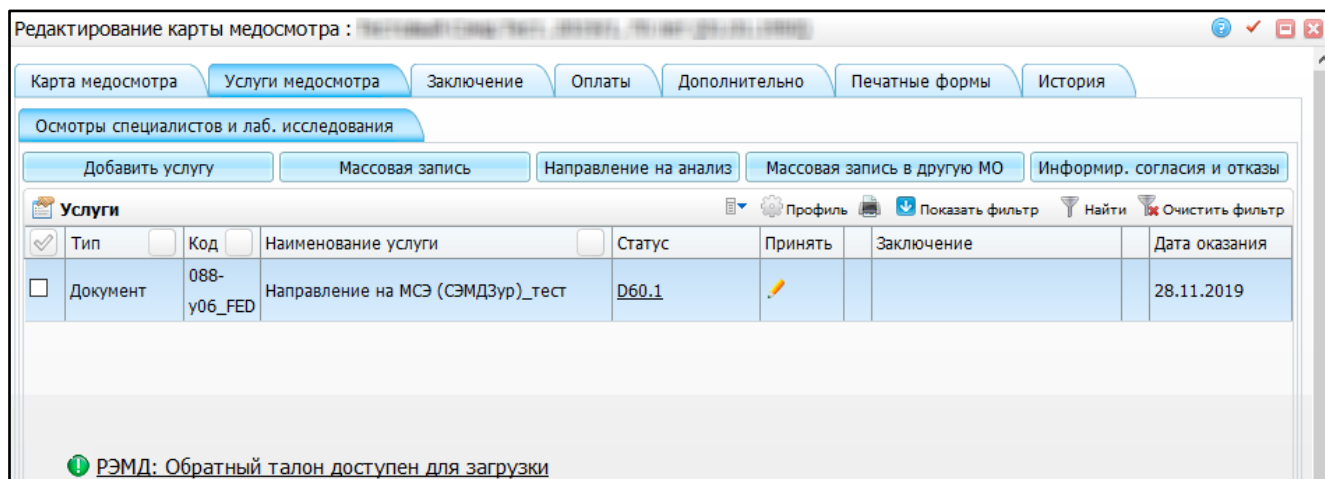 Редактирование карты медосмотра :
Карта медосмотра Услуги медосмотра Заключение Оплаты Дополнительно Печатные формы История
Осмотры специалистов и лаб. исследования
Добавить услугу Массовая запись Направление на анализ Массовая запись в другую МО Информир. согласия и отказы
Услуги Профиль Показать фильтр Найти Очистить фильтр
Тип Код Наименование услуги Статус Принять Заключение Дата оказания
Документ 088-у06_FED Направление на МСЭ (СЭМДЗур)_тест D60.1 28.11.2019
РЭМД: Обратный талон доступен для загрузки